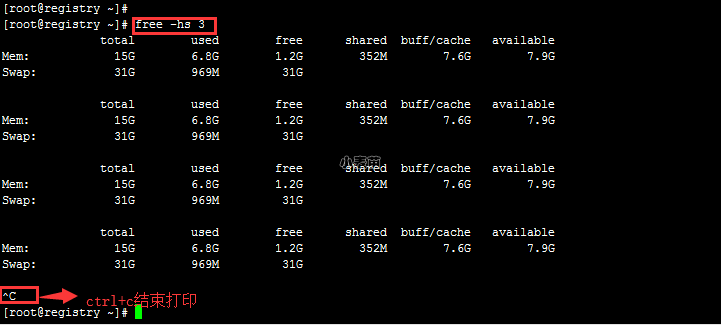 [root@registry ~]#
[root@registry ~]# free -hs 3
total used free shared buff/cache available
Mem: 15G 6.8G 1.2G 352M 7.6G 7.9G
Swap: 31G 969M 31G
total used free shared buff/cache available
Mem: 15G 6.8G 1.2G 352M 7.6G 7.9G
Swap: 31G 969M 31G
total used free shared buff/cache available
Mem: 15G 6.8G 1.2G 352M 7.6G 7.9G
Swap: 31G 969M 31G
total used free shared buff/cache available
Mem: 15G 6.8G 1.2G 352M 7.6G 7.9G
Swap: 31G 969M 31G
^C
ctrl+c结束打印
[root@registry ~]#